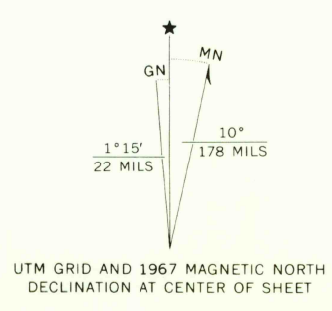 ★
GN MN
1°15′
22 MILS
10°
178 MILS
UTM GRID AND 1967 MAGNETIC NORTH
DECLINATION AT CENTER OF SHEET